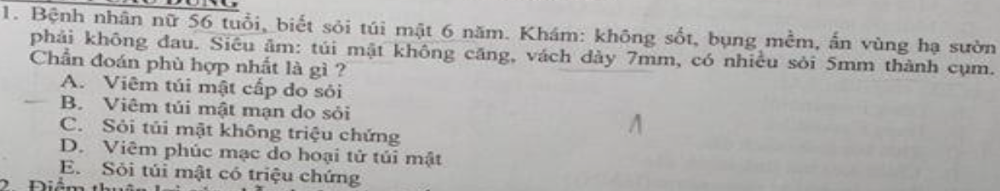 1. Bệnh nhân nữ 56 tuổi, biết sỏi túi mật 6 năm. Khám: không sốt, bụng mềm, ấn vùng hạ sườn
phải không đau. Siêu âm: túi mật không căng, vách dày 7mm, có nhiều sỏi 5mm thành cụm.
Chẩn đoán phù hợp nhất là gì ?
A. Viêm túi mật cấp do sỏi
B. Viêm túi mật mạn do sỏi
C. Sỏi túi mật không triệu chứng
D. Viêm phúc mạc do hoại tử túi mật
E. Sỏi túi mật có triệu chứng
2. Điểm